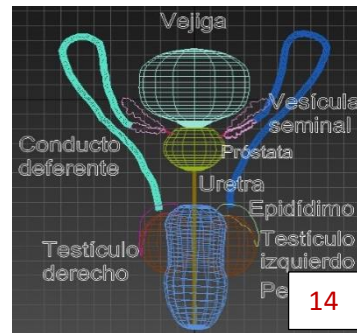 Vejiga
Vesícula
seminal
Conducto
deferente
Próstata
Uretra
Epidídimo
Testículo
derecho
Testículo
izquierdo
14